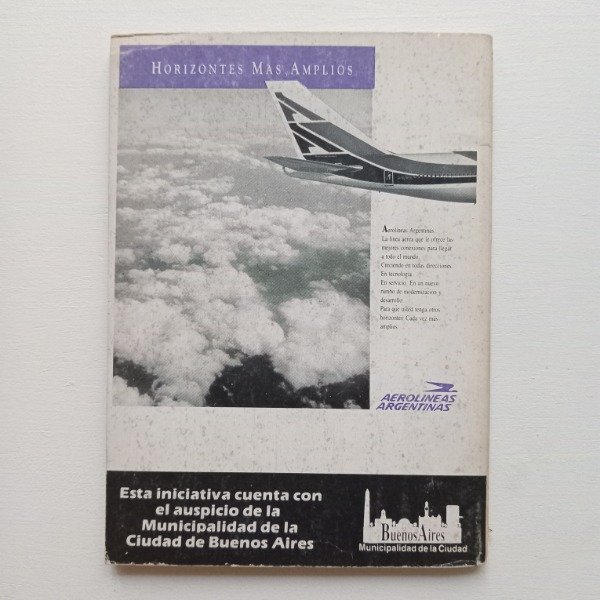 HORIZONTES MAS AMPLIOS
Aerolíneas Argentinas.
La línea aérea que le ofrece las
mejores conexiones para llegar
a todo el mundo.
Creciendo en todas direcciones.
En tecnología.
En servicio. En un nuevo
rumbo de modernización y
desarrollo.
Para que usted tenga otros
horizontes. Cada vez más
amplios.
AEROLINEAS
ARGENTINAS
Esta iniciativa cuenta con
el auspicio de la
Municipalidad de la
Ciudad de Buenos Aires
BuenosAires
Municipalidad de la Ciudad